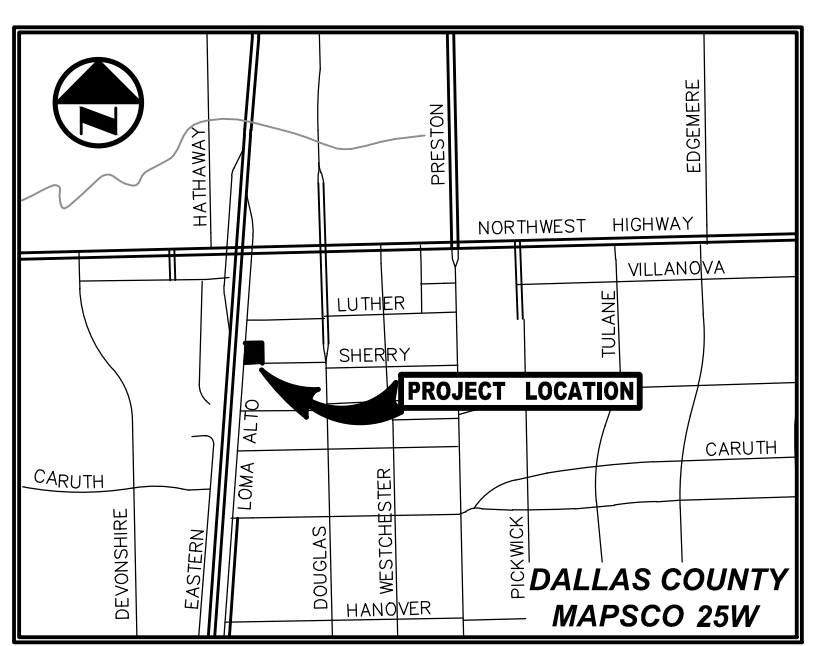 HATHAWAY
PRESTON
EDGEMERE
NORTHWEST HIGHWAY
VILLANOVA
LUTHER
TULANE
SHERRY
PROJECT LOCATION
LOMA ALTO
CARUTH
CARUTH
DEVONSHIRE
EASTERN
DOUGLAS
WESTCHESTER
PICKWICK
HANOVER
DALLAS COUNTY
MAPSCO 25W
N